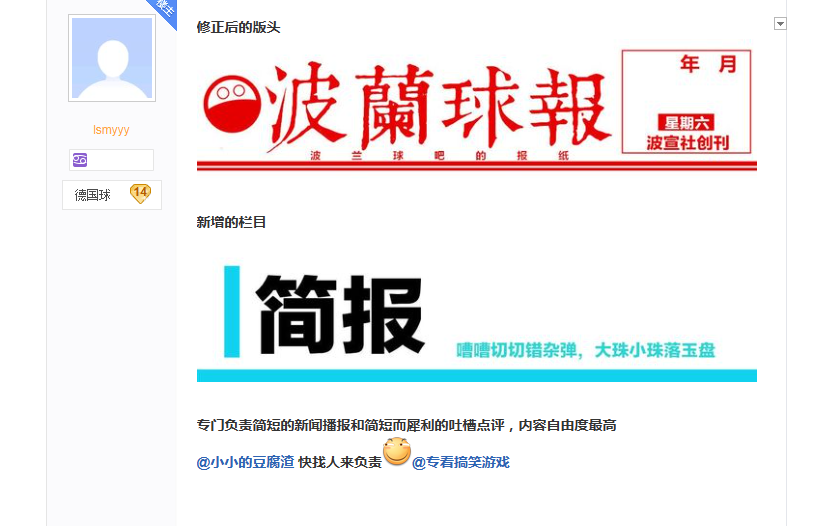 楼主
lsmyyy
德国球 14
修正后的版头
波蘭球報
波兰球吧的报纸
年 月
星期六
波宣社创刊
新增的栏目
简报
嘈嘈切切错杂弹，大珠小珠落玉盘
专门负责简短的新闻播报和简短而犀利的吐槽点评，内容自由度最高
@小小的豆腐渣 快找人来负责@专看搞笑游戏